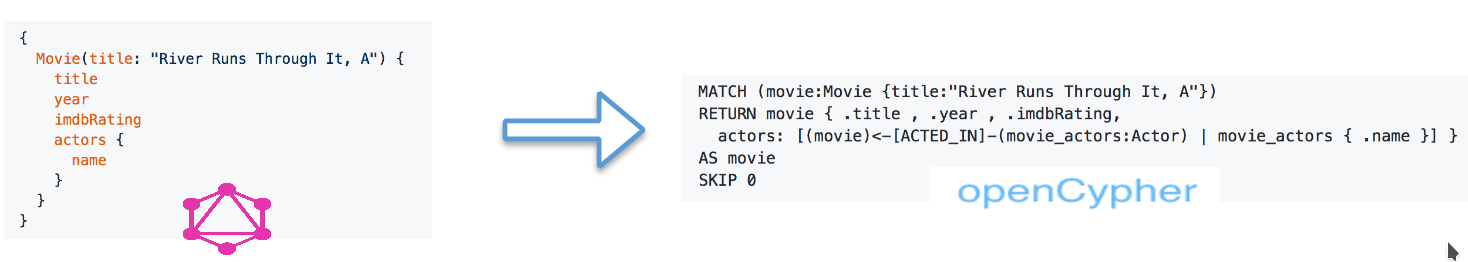 {
Movie(title: "River Runs Through It, A") {
title
year
imdbRating
actors {
name
}
}
}
MATCH (movie:Movie {title:"River Runs Through It, A"})
RETURN movie { .title , .year , .imdbRating,
actors: [(movie)<-[ACTED_IN]-(movie_actors:Actor) | movie_actors { .name }] }
AS movie
SKIP 0
openCypher